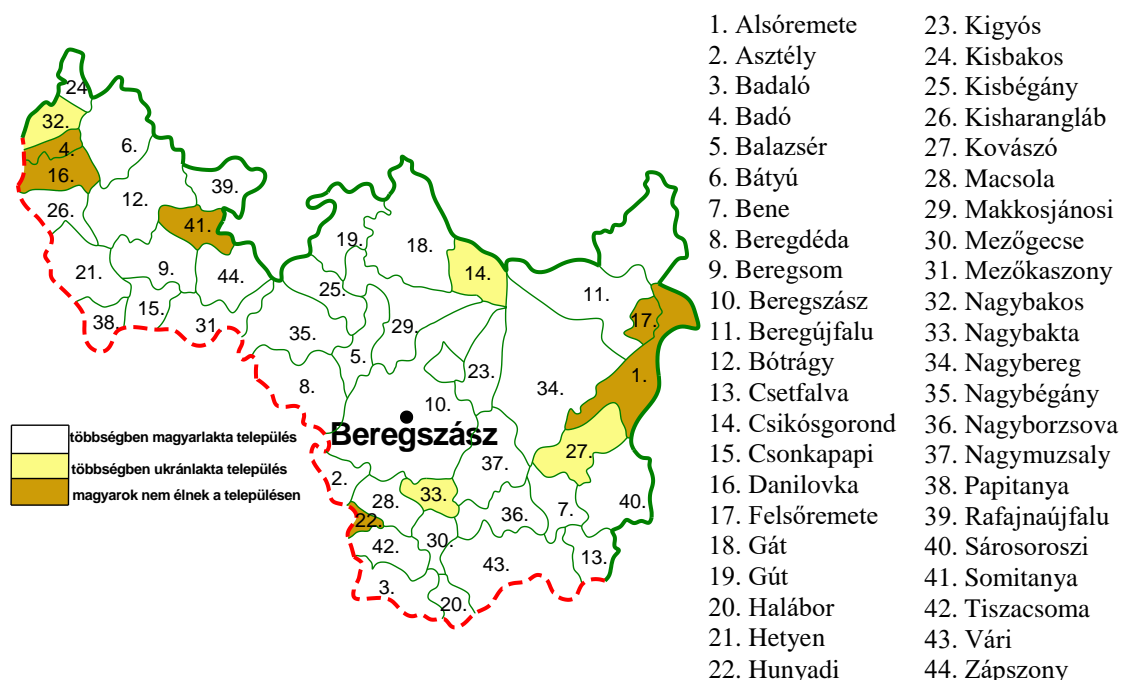 24
32.
4.
16.
6.
39.
12.
26.
41.
21.
9.
44.
15.
38.
31.
19.
18.
14.
25.
11.
29.
17.
35.
5.
23.
1.
8.
34.
10.
Beregszász
27.
37.
2.
33.
28.
7.
40.
22.
36.
30.
42.
43.
13.
3.
20.
többségben magyarlakta település
többségben ukránlakta település
magyarok nem élnek a településen
1. Alsóremete
2. Asztély
3. Badaló
4. Badó
5. Balazsér
6. Bátyú
7. Bene
8. Beregdéda
9. Beregsom
10. Beregszász
11. Beregújfalu
12. Bótrágy
13. Csetfalva
14. Csikósgorond
15. Csonkapapi
16. Danilovka
17. Felsőremete
18. Gát
19. Gút
20. Halábor
21. Hetyen
22. Hunyadi
23. Kigyós
24. Kisbakos
25. Kisbégány
26. Kisharangláb
27. Kovászó
28. Macsola
29. Makkosjánosi
30. Mezőgecse
31. Mezőkaszony
32. Nagybakos
33. Nagybakta
34. Nagybereg
35. Nagybégány
36. Nagyborzsova
37. Nagymuzsaly
38. Papitanya
39. Rafajnaújfalu
40. Sárosoroszi
41. Somitanya
42. Tiszacsoma
43. Vári
44. Zápszony